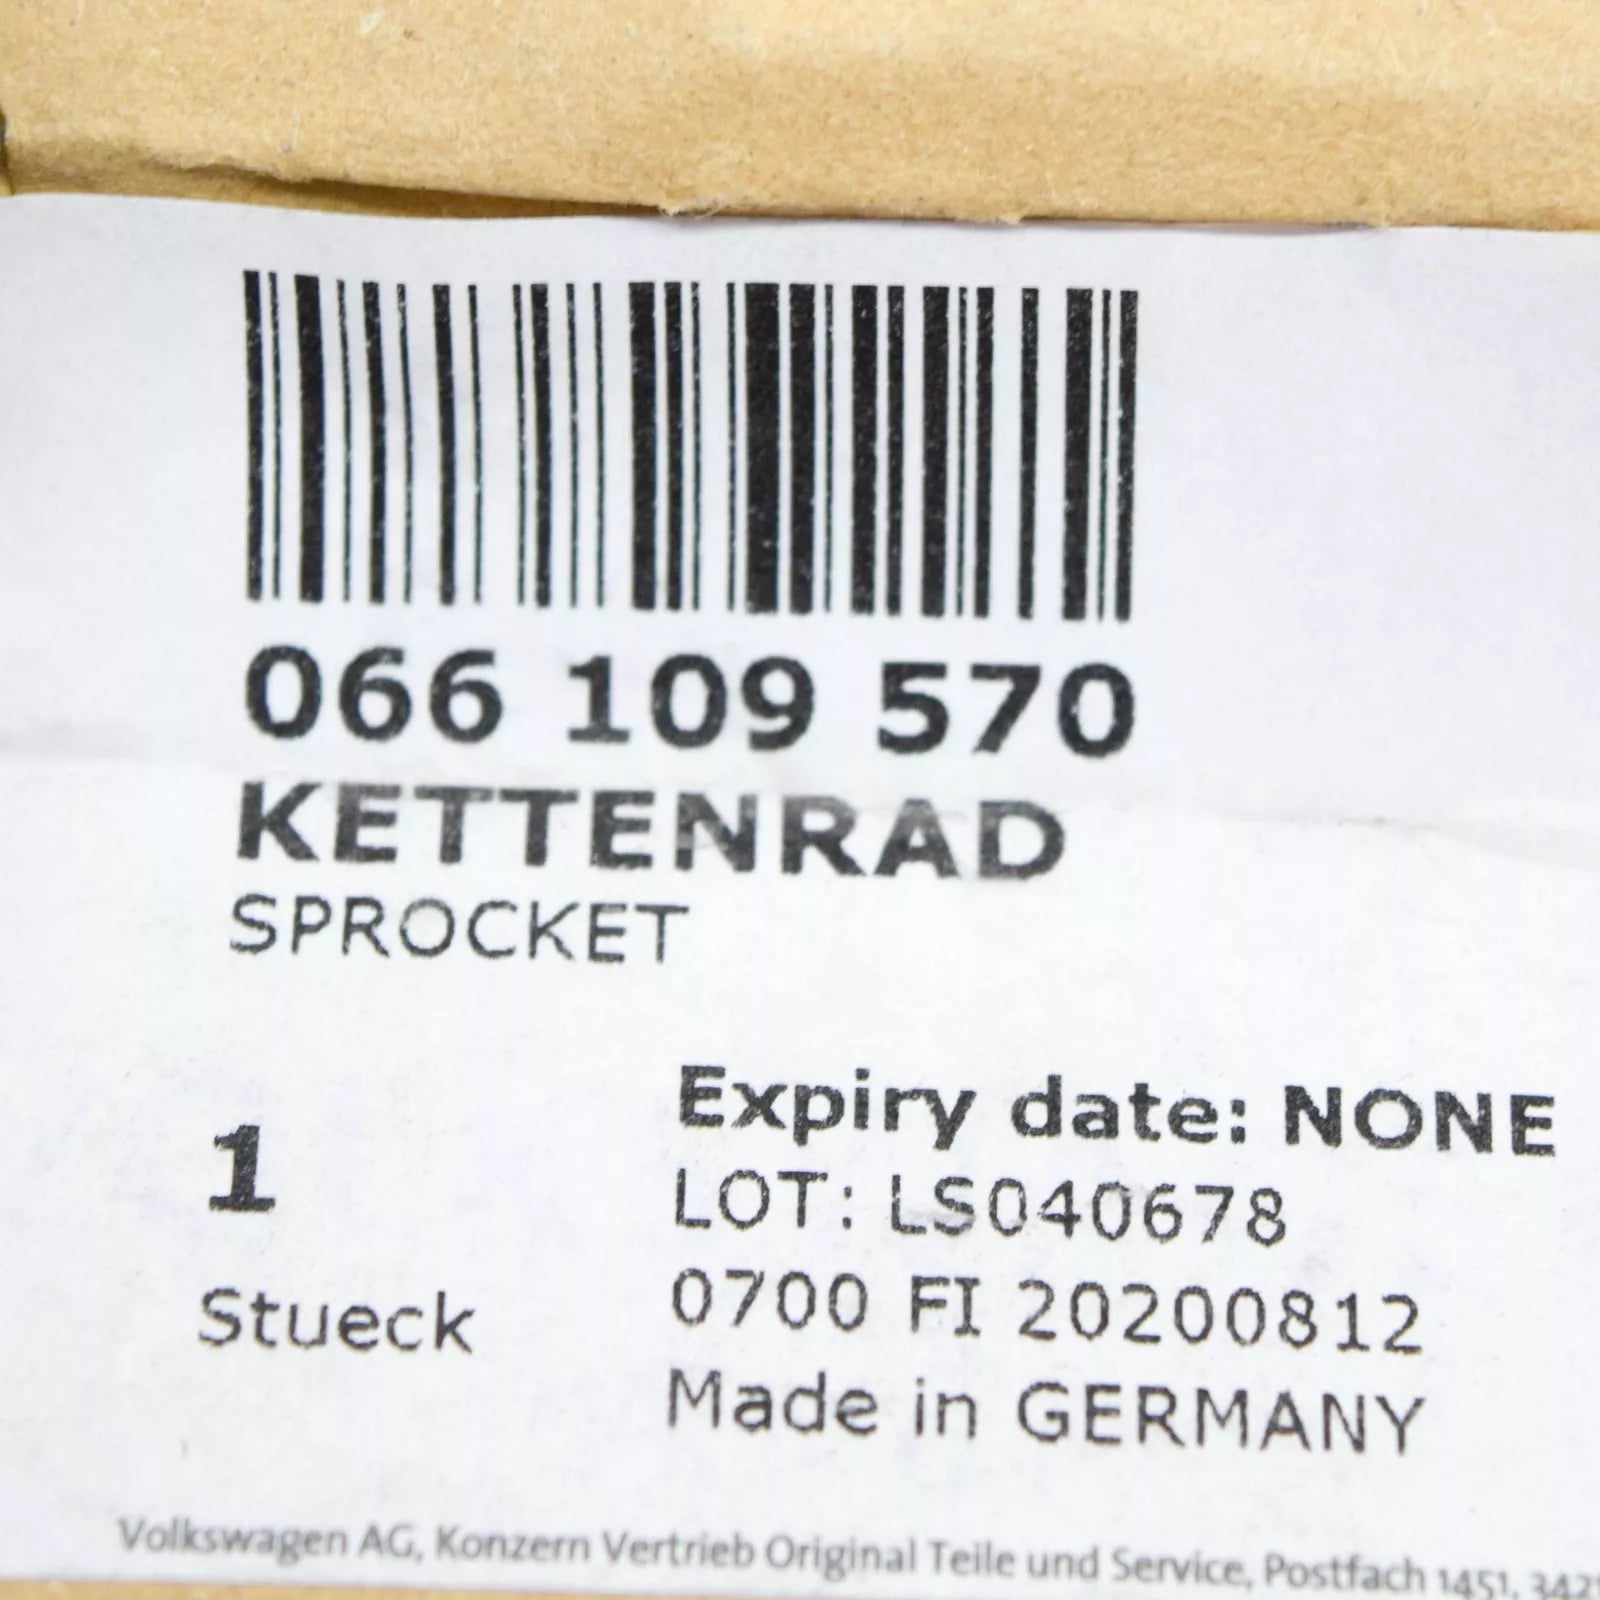 066 109 570
KETTENRAD
SPROCKET
1
Stueck
Expiry date: NONE
LOT: LS040678
0700 FI 20200812
Made in GERMANY
Volkswagen AG, Konzern Vertrieb Original Teile und Service, Postfach 1451,